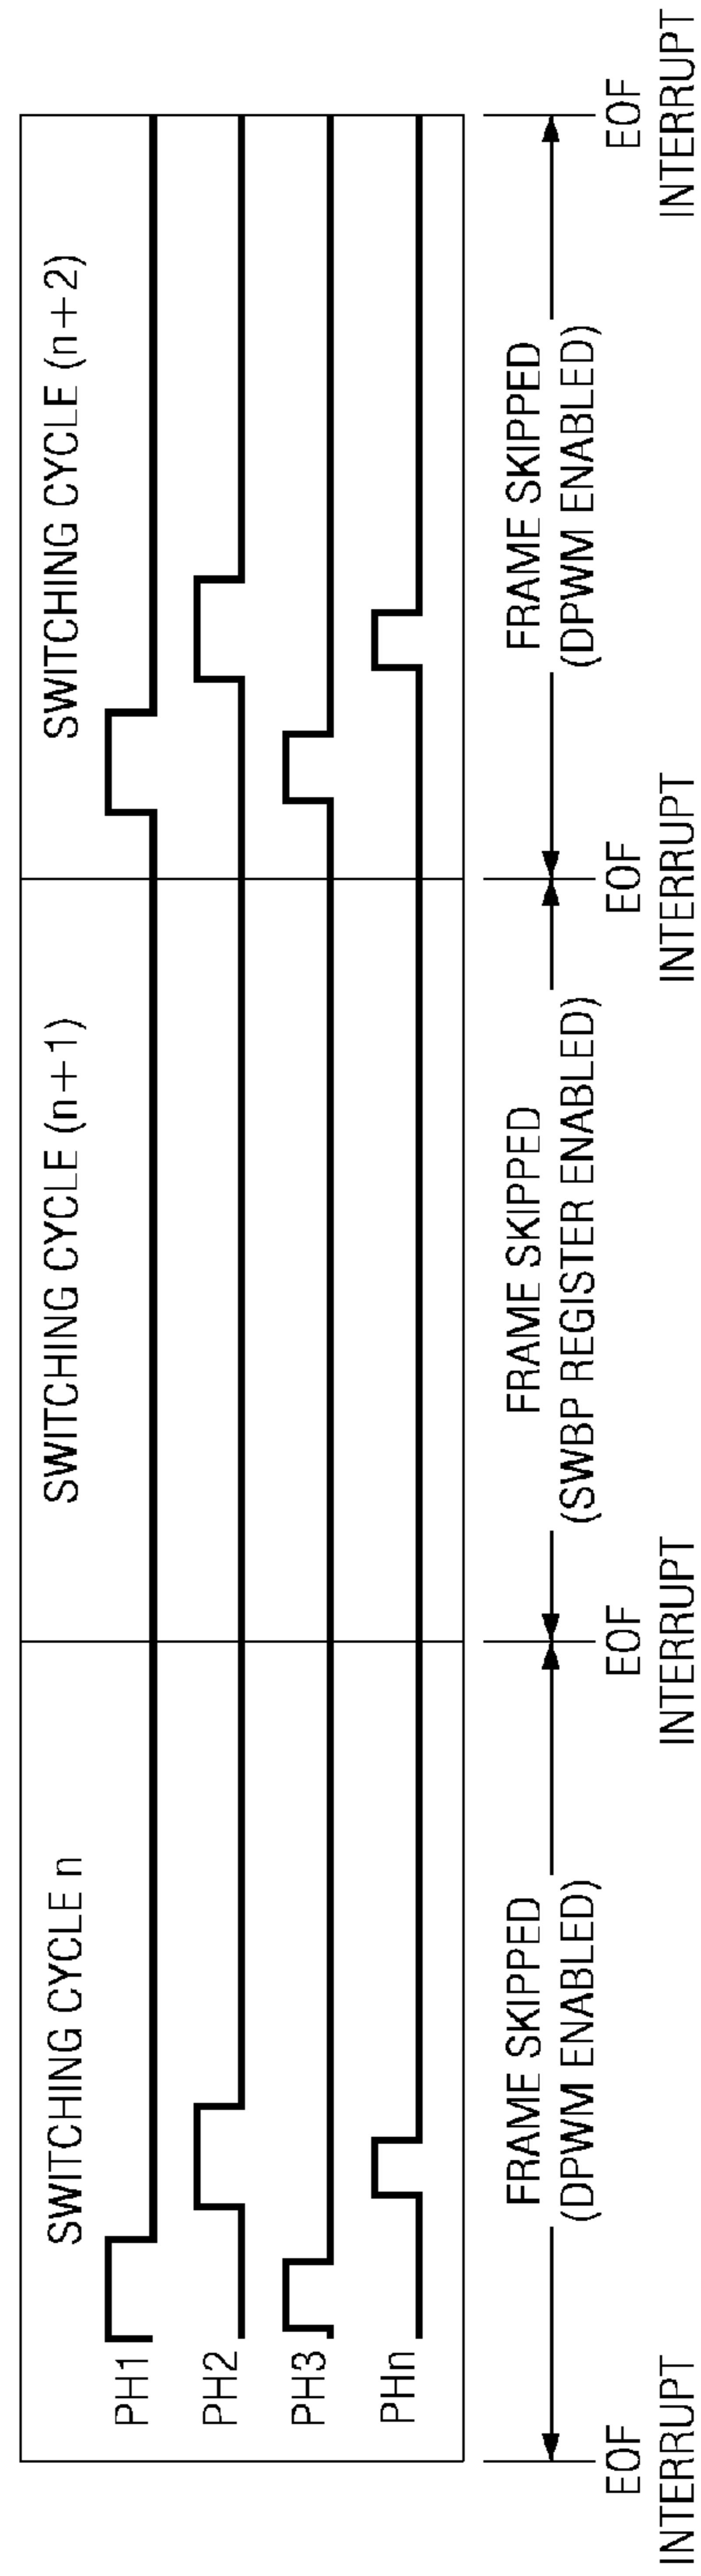 SWITCHING CYCLE n
SWITCHING CYCLE (n+1)
SWITCHING CYCLE (n+2)
PH1
PH2
PH3
PHn
FRAME SKIPPED
(DPWM ENABLED)
FRAME SKIPPED
(SWBP REGISTER ENABLED)
FRAME SKIPPED
(DPWM ENABLED)
EOF
INTERRUPT
EOF
INTERRUPT
EOF
INTERRUPT
EOF
INTERRUPT